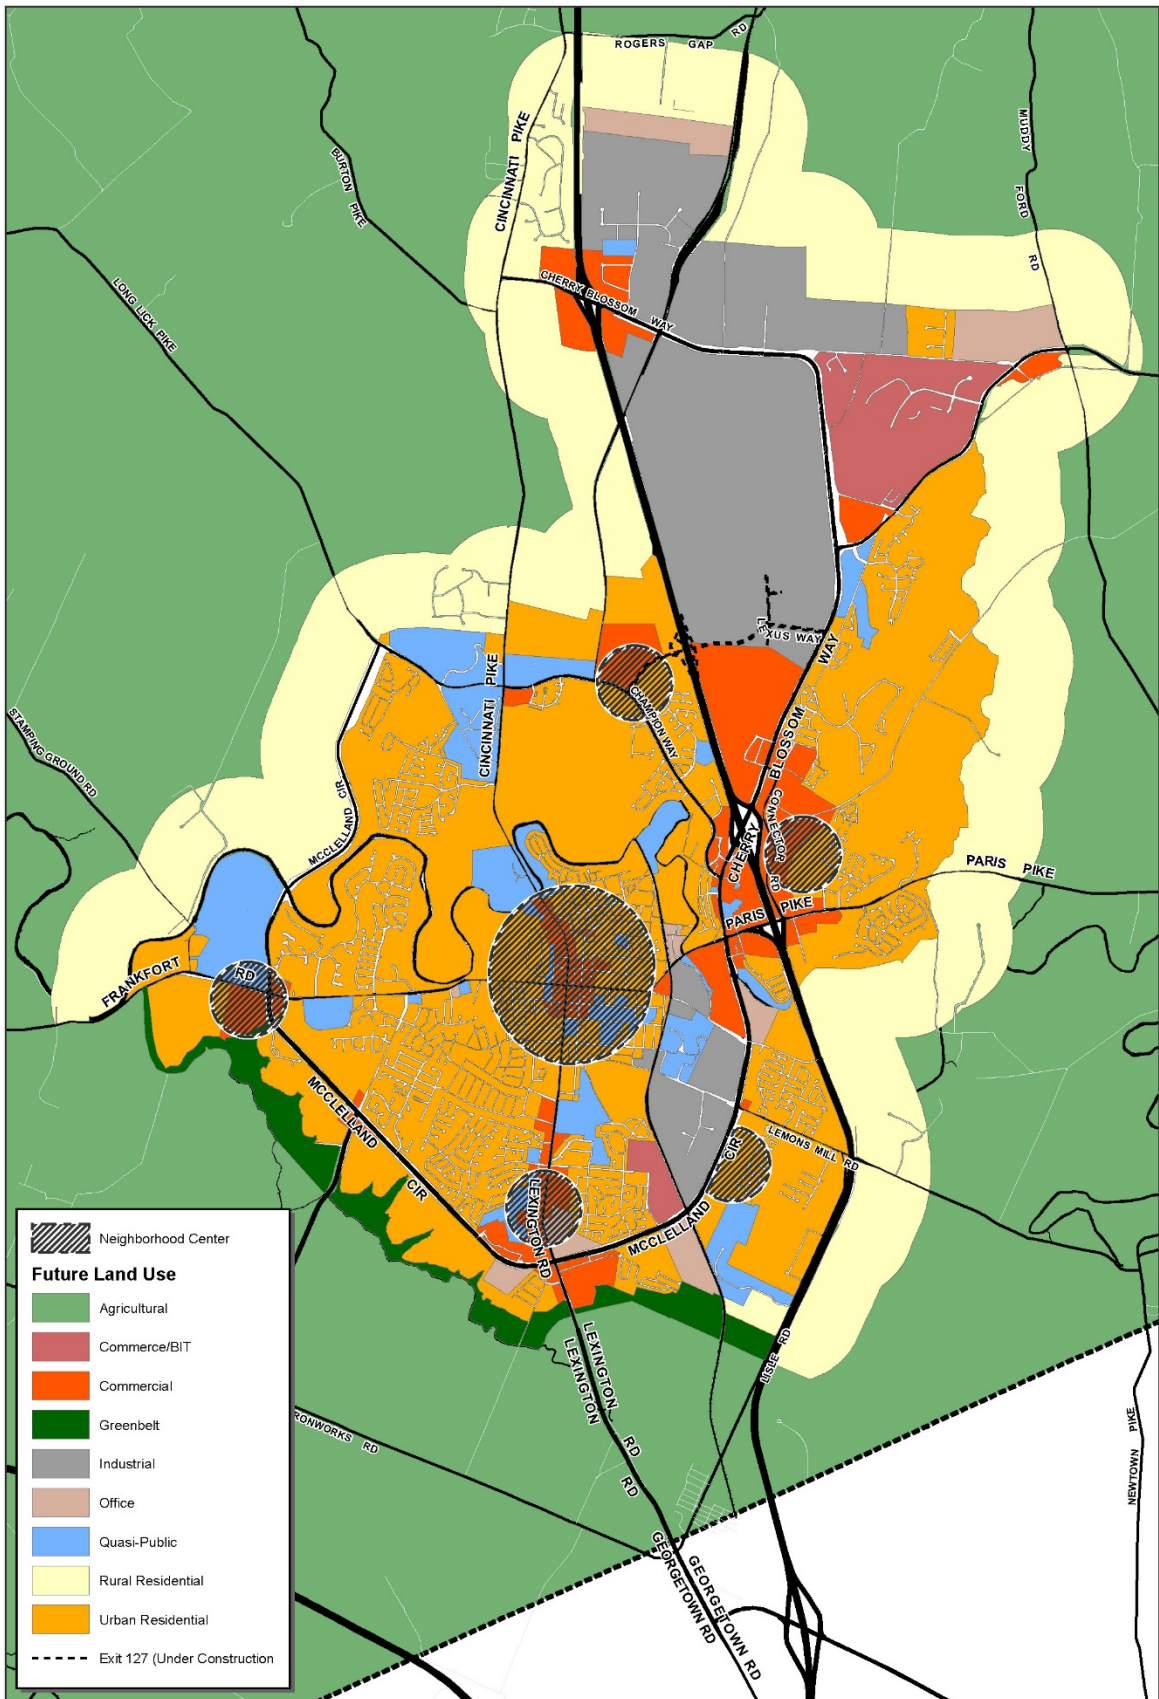 ROGERS GAP RD
BURTON PIKE
CINCINNATI PIKE
MUDDY FORD RD
LONG LICK PIKE
CHERRY BLOSSOM WAY
LEXUS WAY
CINCINNATI PIKE
CHAMPION WAY
CHERRY BLOSSOM WAY
STAMPING GROUND RD
MCCLELLAND CIR
CONNECTOR RD
PARIS PIKE
PARIS PIKE
FRANKFORT RD
MCCLELLAND CIR
LEMONS MILL RD
MCCLELLAND CIR
LEXINGTON RD
LISLE RD
LEXINGTON RD
LEXINGTON RD
RONWORKS RD
NEWTOWN PIKE
GEORGETOWN RD
GEORGETOWN RD
Neighborhood Center
Future Land Use
Agricultural
Commerce/BIT
Commercial
Greenbelt
Industrial
Office
Quasi-Public
Rural Residential
Urban Residential
Exit 127 (Under Construction